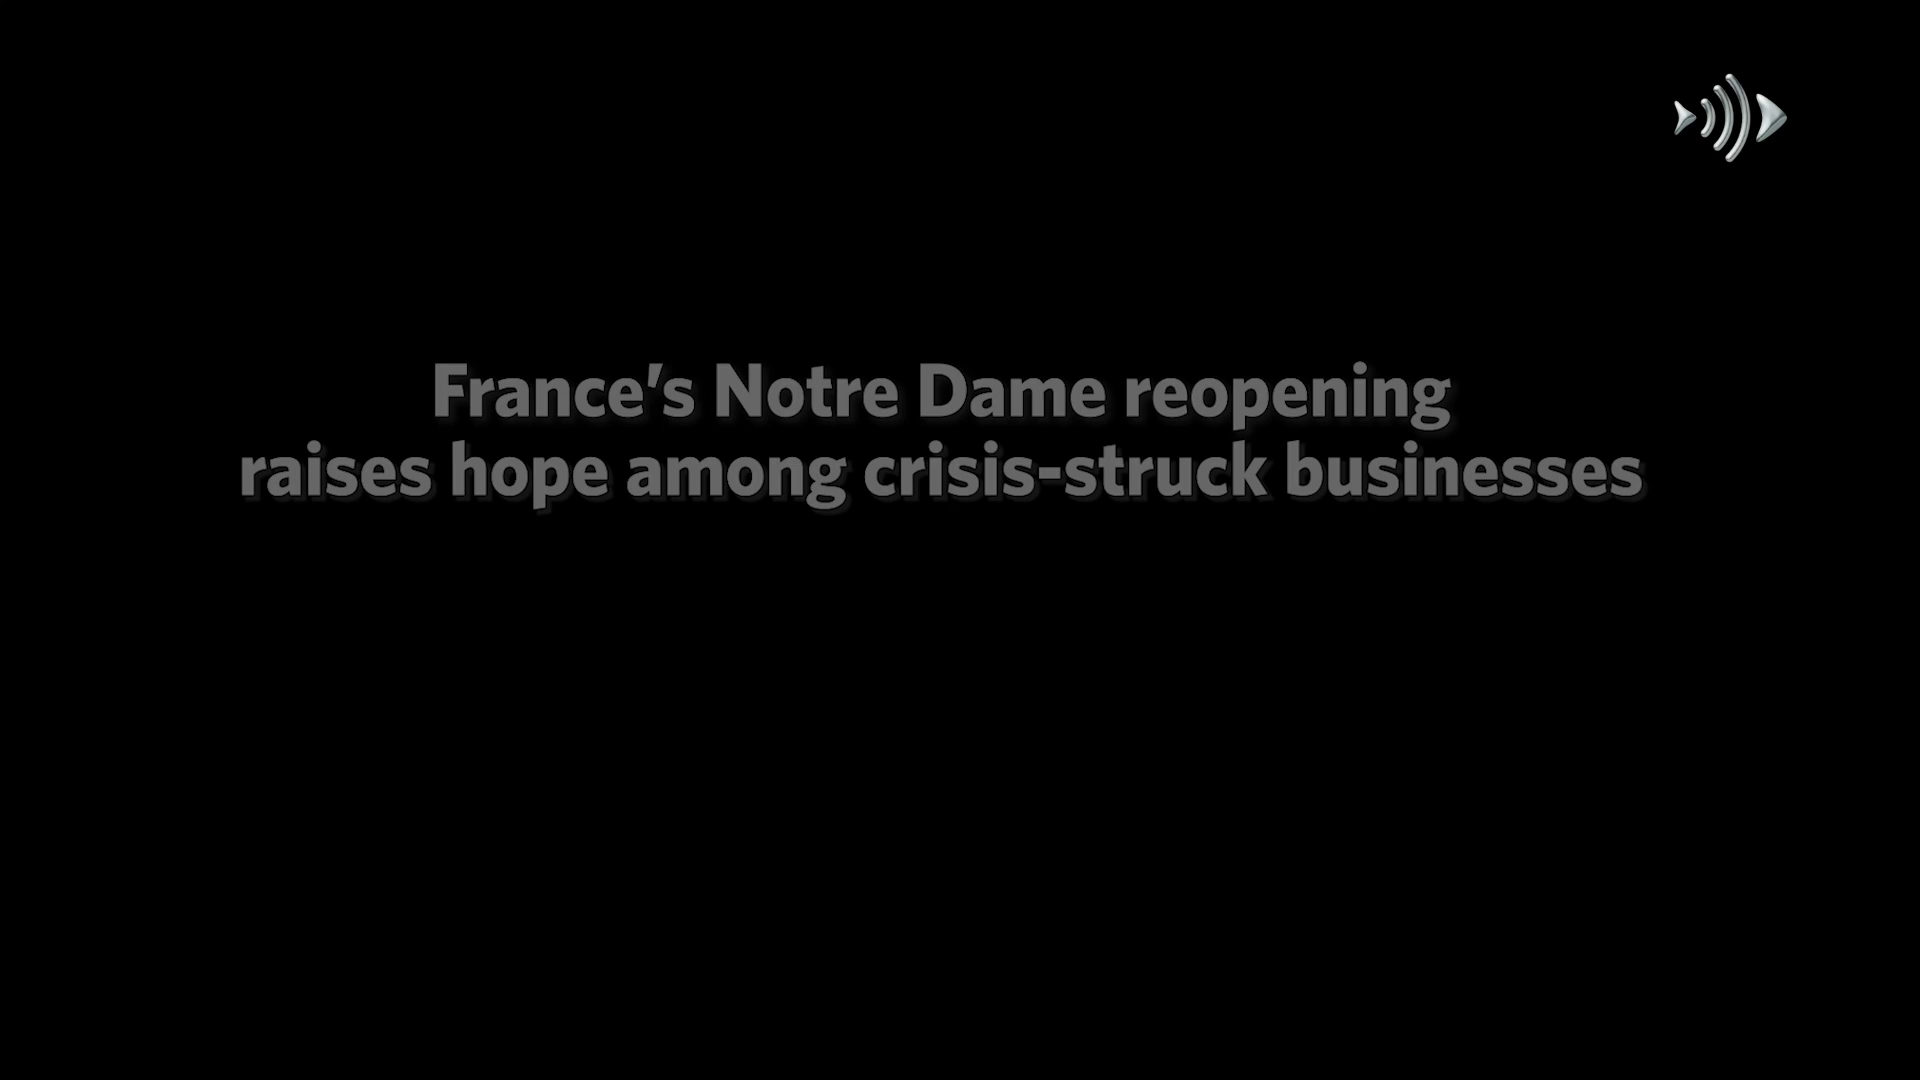 France’s Notre Dame reopening
raises hope among crisis-struck businesses